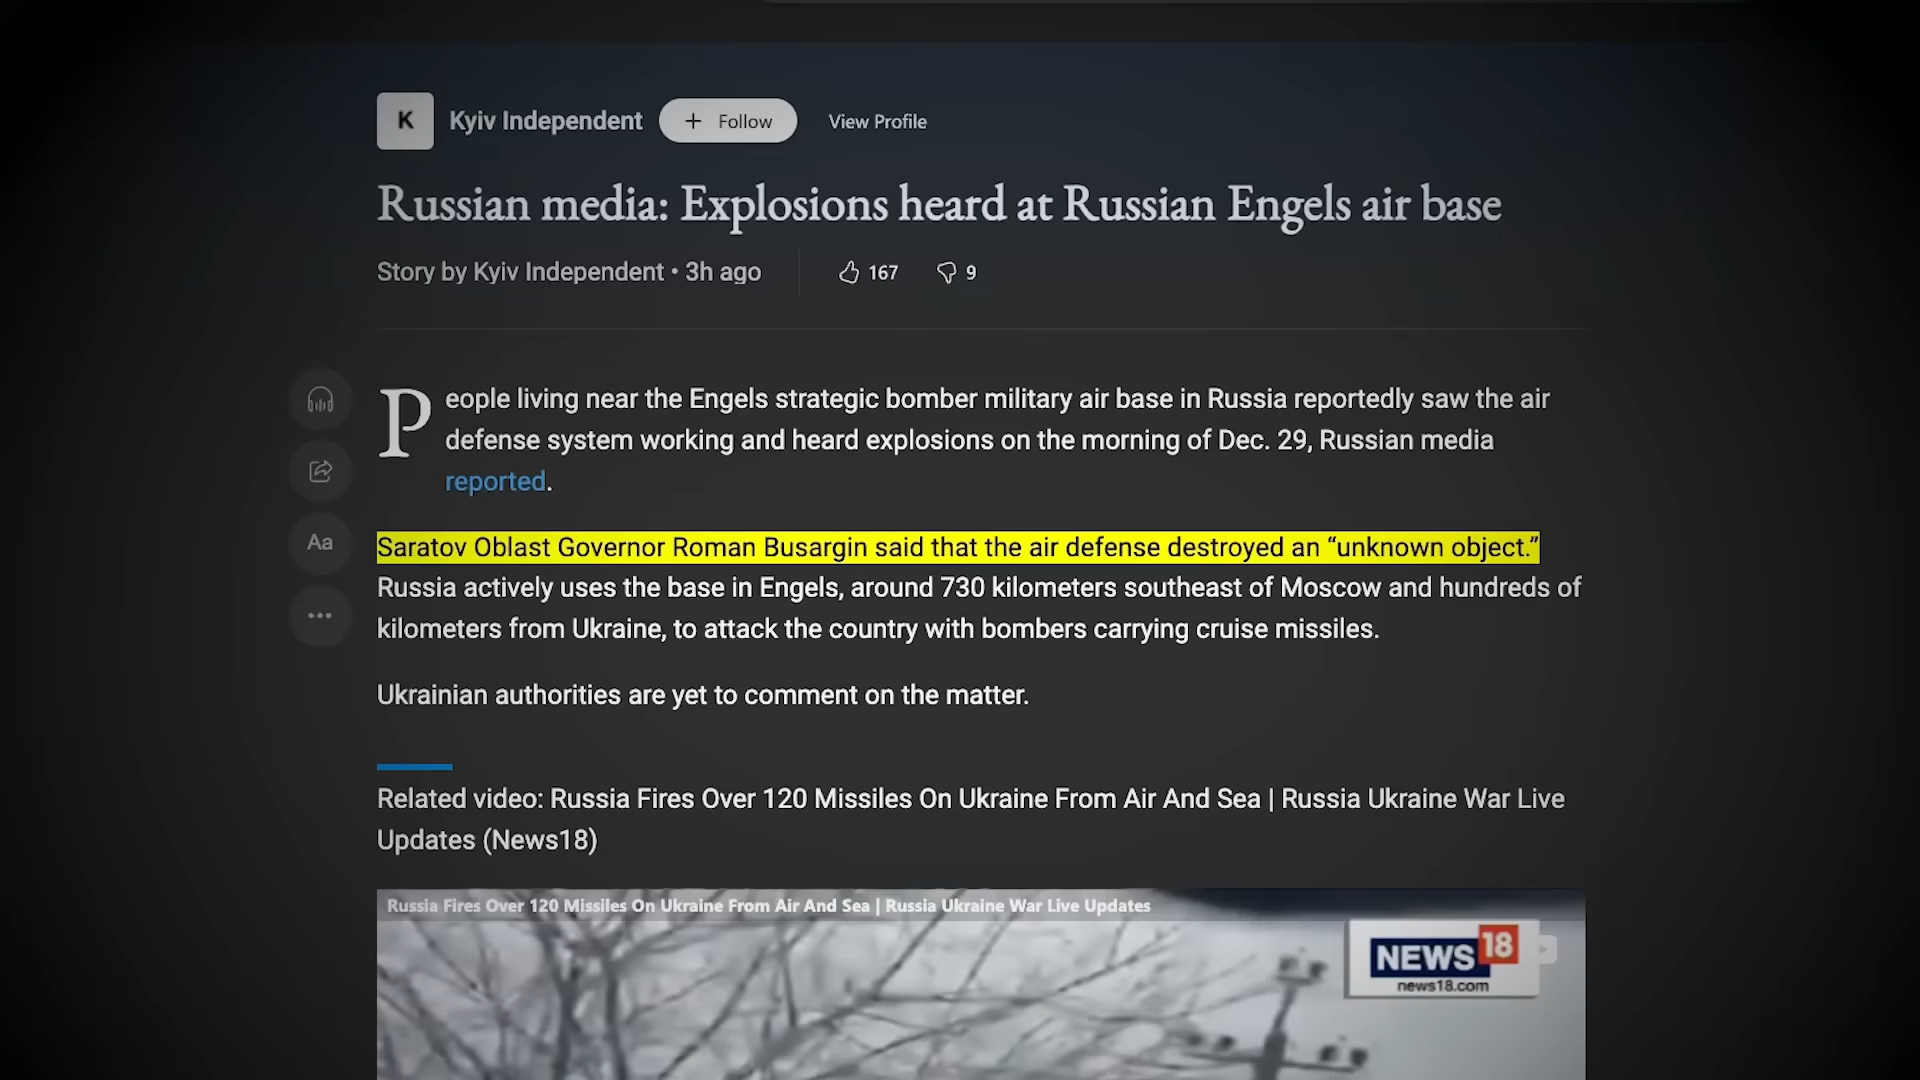 K
Kyiv Independent
+ Follow
View Profile
Russian media: Explosions heard at Russian Engels air base
Story by Kyiv Independent • 3h ago
167
9
People living near the Engels strategic bomber military air base in Russia reportedly saw the air
defense system working and heard explosions on the morning of Dec. 29, Russian media
reported.
Aa
Saratov Oblast Governor Roman Busargin said that the air defense destroyed an “unknown object.”
Russia actively uses the base in Engels, around 730 kilometers southeast of Moscow and hundreds of
kilometers from Ukraine, to attack the country with bombers carrying cruise missiles.
Ukrainian authorities are yet to comment on the matter.
Related video: Russia Fires Over 120 Missiles On Ukraine From Air And Sea | Russia Ukraine War Live
Updates (News18)
Russia Fires Over 120 Missiles On Ukraine From Air And Sea | Russia Ukraine War Live Updates
NEWS 18
news18.com